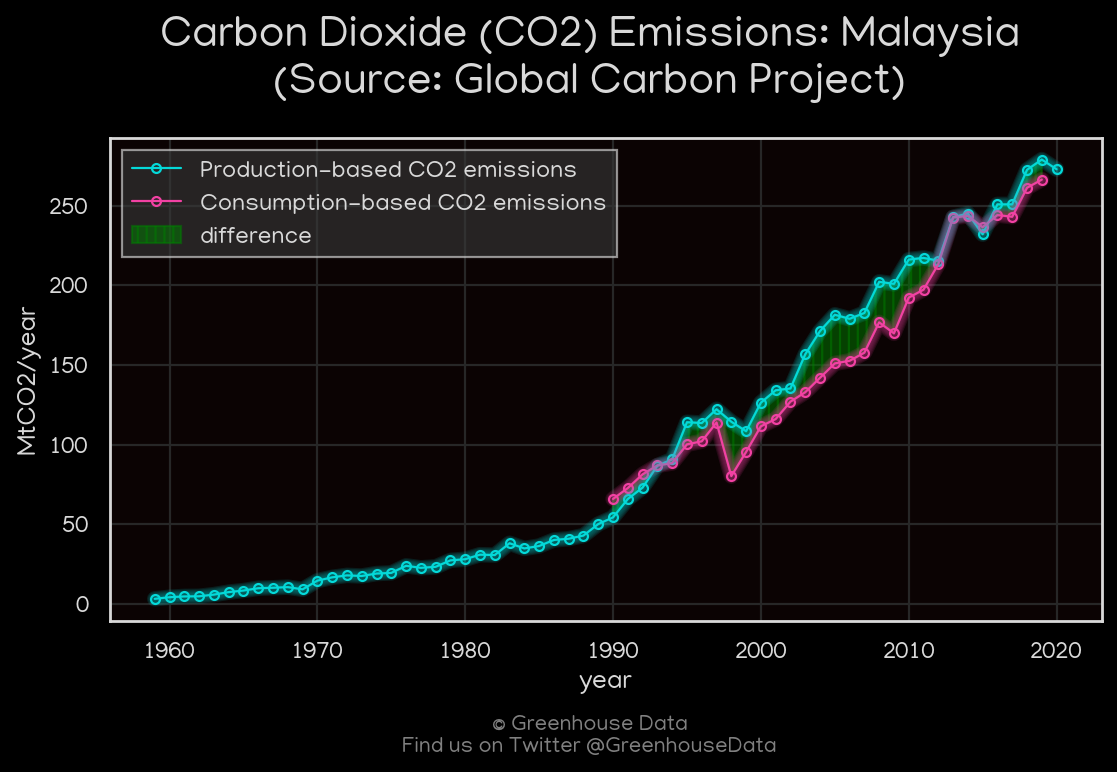 Carbon Dioxide (CO2) Emissions: Malaysia
(Source: Global Carbon Project)
Production-based CO2 emissions
Consumption-based CO2 emissions
difference
MtCO2/year
250
200
150
100
50
0
1960 1970 1980 1990 2000 2010 2020
year
© Greenhouse Data
Find us on Twitter @GreenhouseData